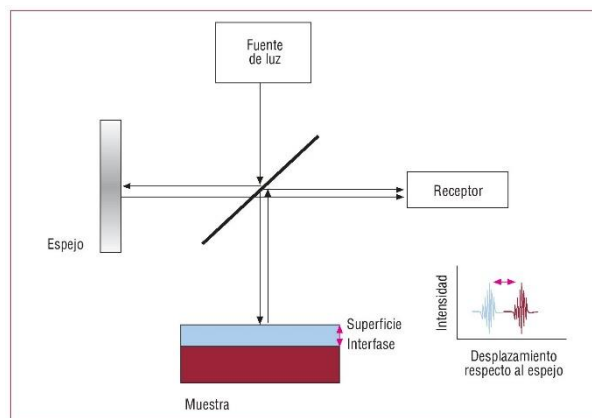 Fuente
de luz
Espejo
Receptor
Superficie
Interfase
Muestra
Intensidad
Desplazamiento
respecto al espejo